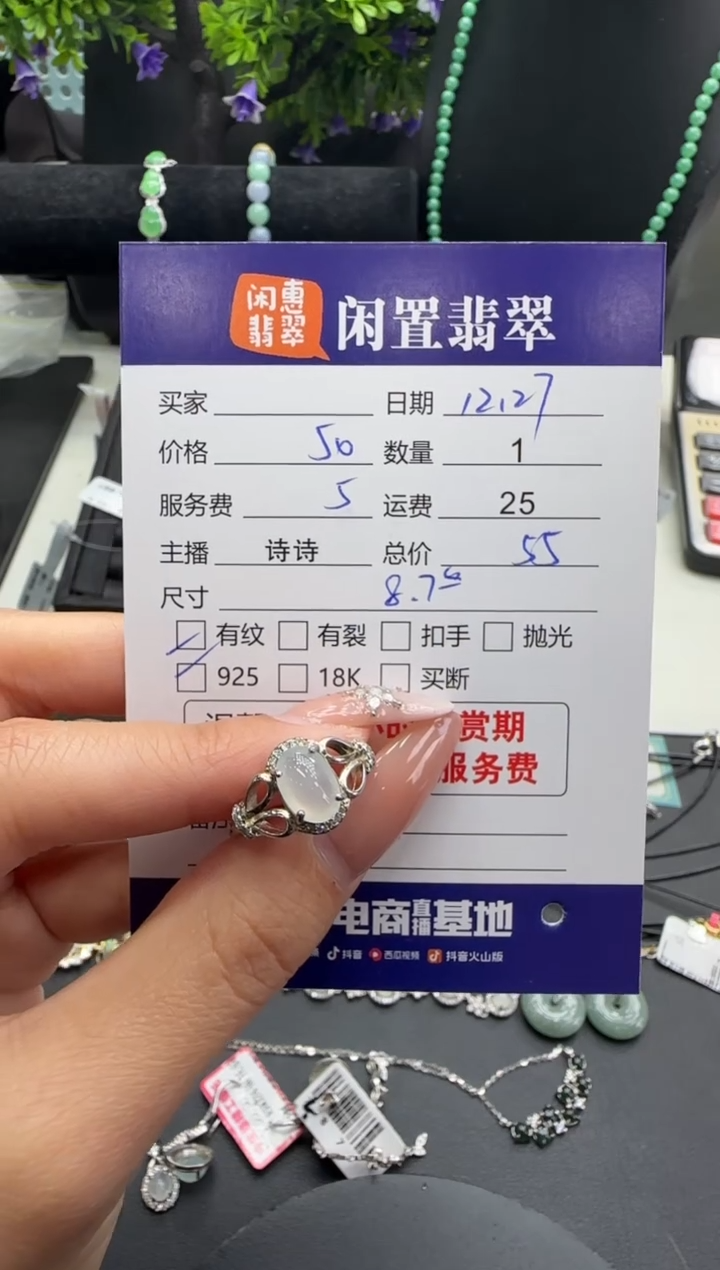 闲惠
翡翠
闲置翡翠
买家 日期 12.27
价格 50 数量 1
服务费 5 运费 25
主播 诗诗 总价 55
尺寸 8.7
有纹 有裂 扣手 抛光
925 18K 买断
赏期
服务费
电商直播基地
抖音 西瓜视频 抖音火山版